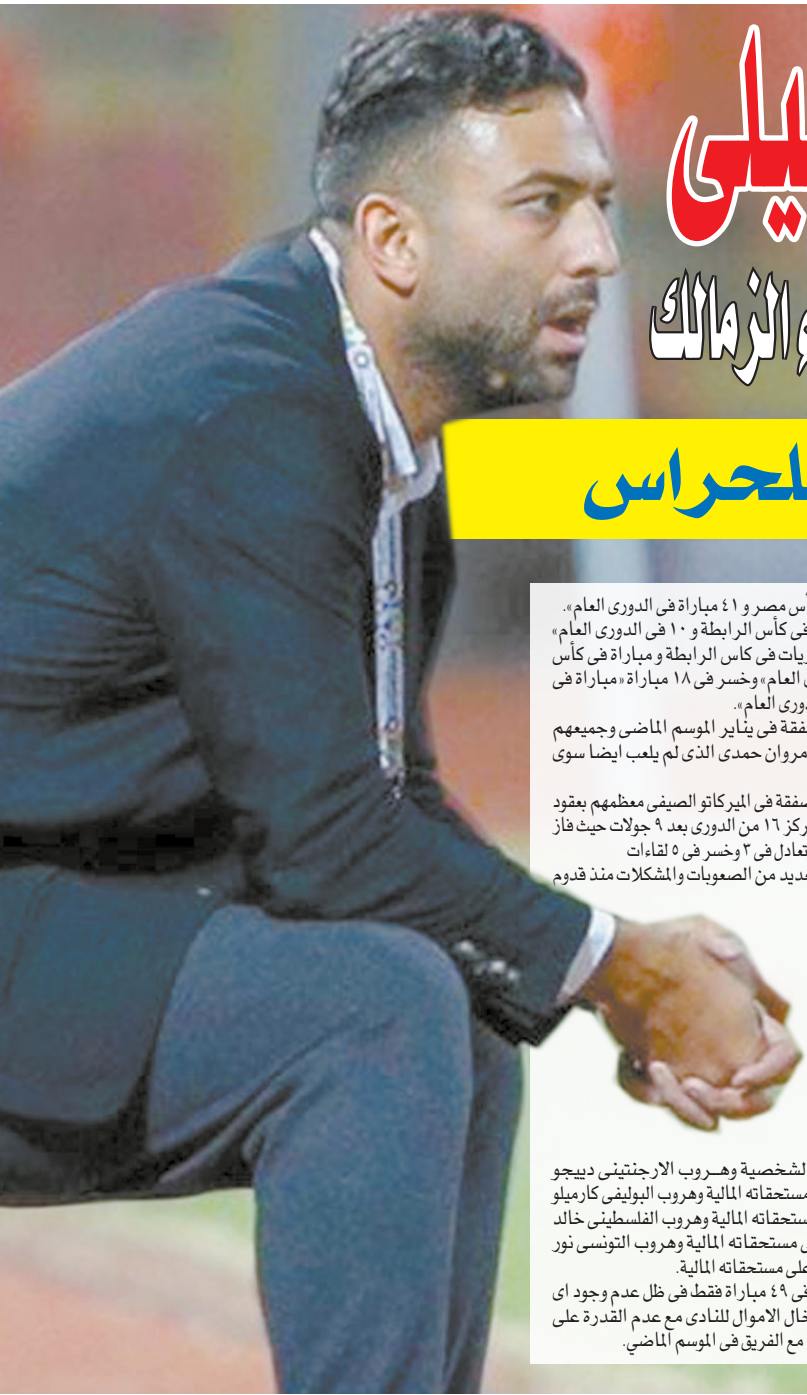 يلى
و الزمالك
للحراس
أس مصر و ٤١ مباراة فى الدورى العام».
فى كأس الرابطة و ١٠ فى الدورى العام»
ريات فى كاس الرابطة و مباراة فى كأس
العام» وخسر فى ١٨ مباراة «مباراة فى
دورى العام».
فقة فى يناير الموسم الماضى وجميعهم
مروان حمدى الذى لم يلعب ايضا سوى
صفقة فى الميركاتو الصيفى معظمهم بعقود
ركز ١٦ من الدورى بعد ٩ جولات حيث فاز
تعادل فى ٣ وخسر فى ٥ لقاءات
عديد من الصعوبات والمشكلات منذ قدوم
الشخصية وهــروب الارجنتينى دييجو
مستحقاته المالية وهروب البوليفى كارميلو
ستحقاته المالية وهروب الفلسطينى خالد
مستحقاته المالية وهروب التونسى نور
على مستحقاته المالية.
فى ٤٩ مباراة فقط فى ظل عدم وجود اى
خال الاموال للنادى مع عدم القدرة على
مع الفريق فى الموسم الماضي.